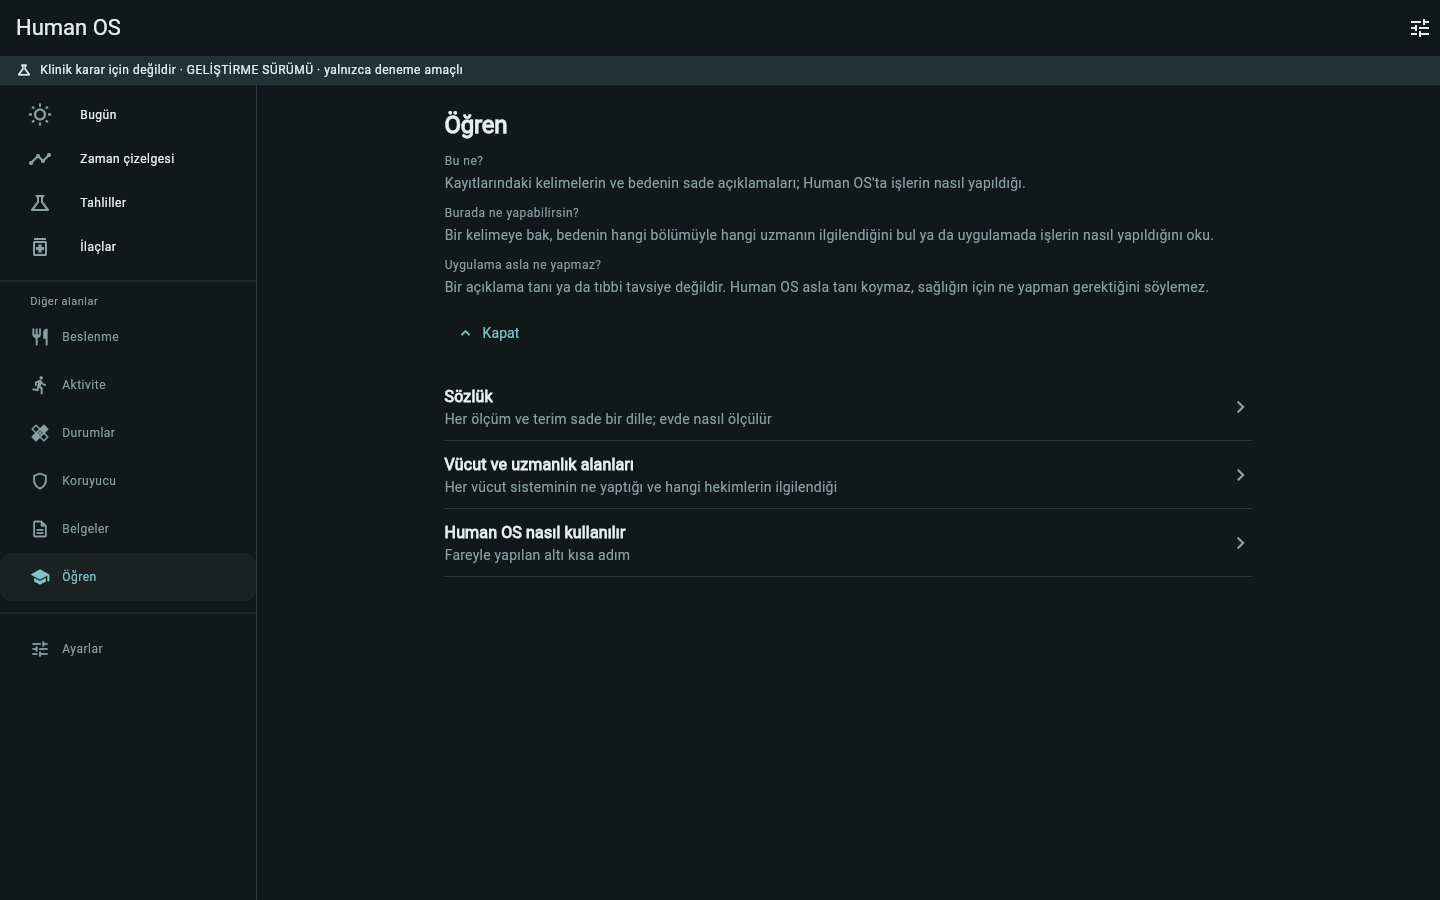 Human OS
Klinik karar için değildir · GELİŞTİRME SÜRÜMÜ · yalnızca deneme amaçlı
Bugün
Zaman çizelgesi
Tahliller
İlaçlar
Diğer alanlar
Beslenme
Aktivite
Durumlar
Koruyucu
Belgeler
Öğren
Ayarlar
Öğren
Bu ne?
Kayıtlarındaki kelimelerin ve bedenin sade açıklamaları; Human OS'ta işlerin nasıl yapıldığı.
Burada ne yapabilirsin?
Bir kelimeye bak, bedenin hangi bölümüyle hangi uzmanın ilgilendiğini bul ya da uygulamada işlerin nasıl yapıldığını oku.
Uygulama asla ne yapmaz?
Bir açıklama tanı ya da tıbbi tavsiye değildir. Human OS asla tanı koymaz, sağlığın için ne yapman gerektiğini söylemez.
Kapat
Sözlük
Her ölçüm ve terim sade bir dille; evde nasıl ölçülür
Vücut ve uzmanlık alanları
Her vücut sisteminin ne yaptığı ve hangi hekimlerin ilgilendiği
Human OS nasıl kullanılır
Fareyle yapılan altı kısa adım